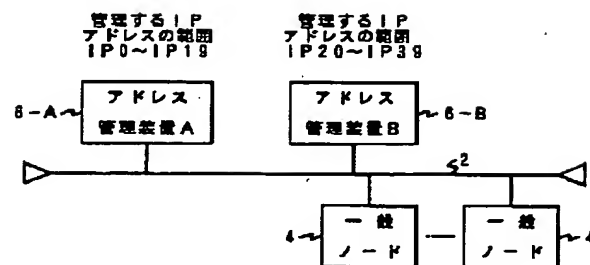 管理するIP
アドレスの範囲
IP0～IP19
管理するIP
アドレスの範囲
IP20～IP39
6-A
アドレス
管理装置A
アドレス
管理装置B
6-B
2
4
一般
ノード
一般
ノード
4